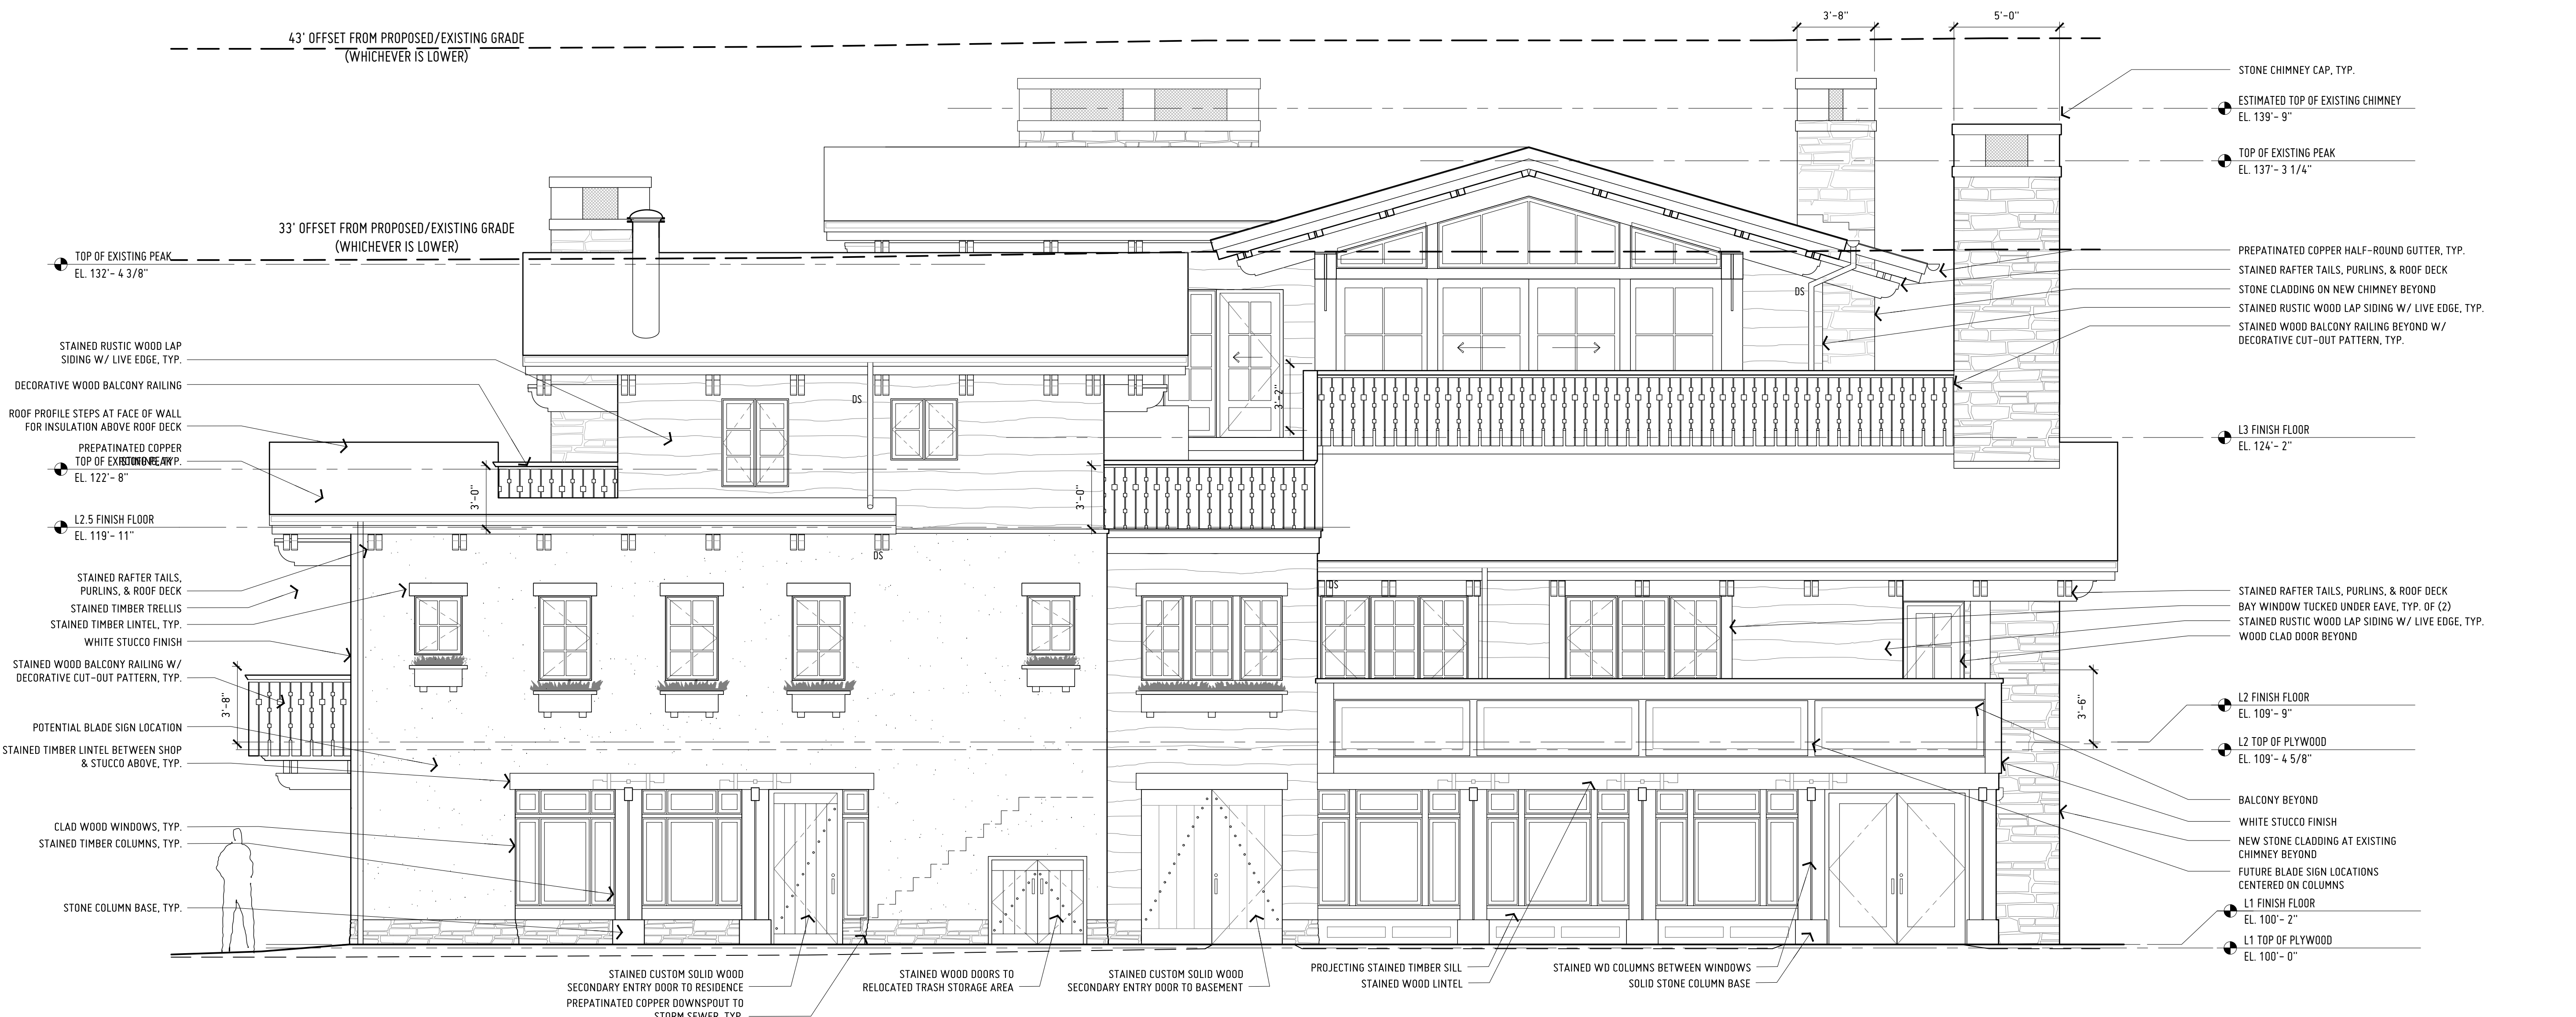 3'-8"
5'-0"
43' OFFSET FROM PROPOSED/EXISTING GRADE
(WHICHEVER IS LOWER)
33' OFFSET FROM PROPOSED/EXISTING GRADE
(WHICHEVER IS LOWER)
TOP OF EXISTING PEAK
EL. 132'- 4 3/8"
STAINED RUSTIC WOOD LAP
SIDING W/ LIVE EDGE, TYP.
DECORATIVE WOOD BALCONY RAILING
ROOF PROFILE STEPS AT FACE OF WALL
FOR INSULATION ABOVE ROOF DECK
PREPATINATED COPPER
TOP OF EXISTING PEAK
EL. 122'- 8"
L2.5 FINISH FLOOR
EL. 119'- 11"
STAINED RAFTER TAILS,
PURLINS, & ROOF DECK
STAINED TIMBER TRELLIS
STAINED TIMBER LINTEL, TYP.
WHITE STUCCO FINISH
STAINED WOOD BALCONY RAILING W/
DECORATIVE CUT-OUT PATTERN, TYP.
POTENTIAL BLADE SIGN LOCATION
STAINED TIMBER LINTEL BETWEEN SHOP
& STUCCO ABOVE, TYP.
CLAD WOOD WINDOWS, TYP.
STAINED TIMBER COLUMNS, TYP.
STONE COLUMN BASE, TYP.
3'-8"
3'-0"
3'-0"
3'-2"
DS
DS
DS
DS
STAINED CUSTOM SOLID WOOD
SECONDARY ENTRY DOOR TO RESIDENCE
PREPATINATED COPPER DOWNSPOUT TO
STORM SEWER, TYP.
STAINED WOOD DOORS TO
RELOCATED TRASH STORAGE AREA
STAINED CUSTOM SOLID WOOD
SECONDARY ENTRY DOOR TO BASEMENT
PROJECTING STAINED TIMBER SILL
STAINED WOOD LINTEL
STAINED WD COLUMNS BETWEEN WINDOWS
SOLID STONE COLUMN BASE
STONE CHIMNEY CAP, TYP.
ESTIMATED TOP OF EXISTING CHIMNEY
EL. 139'- 9"
TOP OF EXISTING PEAK
EL. 137'- 3 1/4"
PREPATINATED COPPER HALF-ROUND GUTTER, TYP.
STAINED RAFTER TAILS, PURLINS, & ROOF DECK
STONE CLADDING ON NEW CHIMNEY BEYOND
STAINED RUSTIC WOOD LAP SIDING W/ LIVE EDGE, TYP.
STAINED WOOD BALCONY RAILING BEYOND W/
DECORATIVE CUT-OUT PATTERN, TYP.
L3 FINISH FLOOR
EL. 124'- 2"
STAINED RAFTER TAILS, PURLINS, & ROOF DECK
BAY WINDOW TUCKED UNDER EAVE, TYP. OF (2)
STAINED RUSTIC WOOD LAP SIDING W/ LIVE EDGE, TYP.
WOOD CLAD DOOR BEYOND
3'-6"
L2 FINISH FLOOR
EL. 109'- 9"
L2 TOP OF PLYWOOD
EL. 109'- 4 5/8"
BALCONY BEYOND
WHITE STUCCO FINISH
NEW STONE CLADDING AT EXISTING
CHIMNEY BEYOND
FUTURE BLADE SIGN LOCATIONS
CENTERED ON COLUMNS
L1 FINISH FLOOR
EL. 100'- 2"
L1 TOP OF PLYWOOD
EL. 100'- 0"